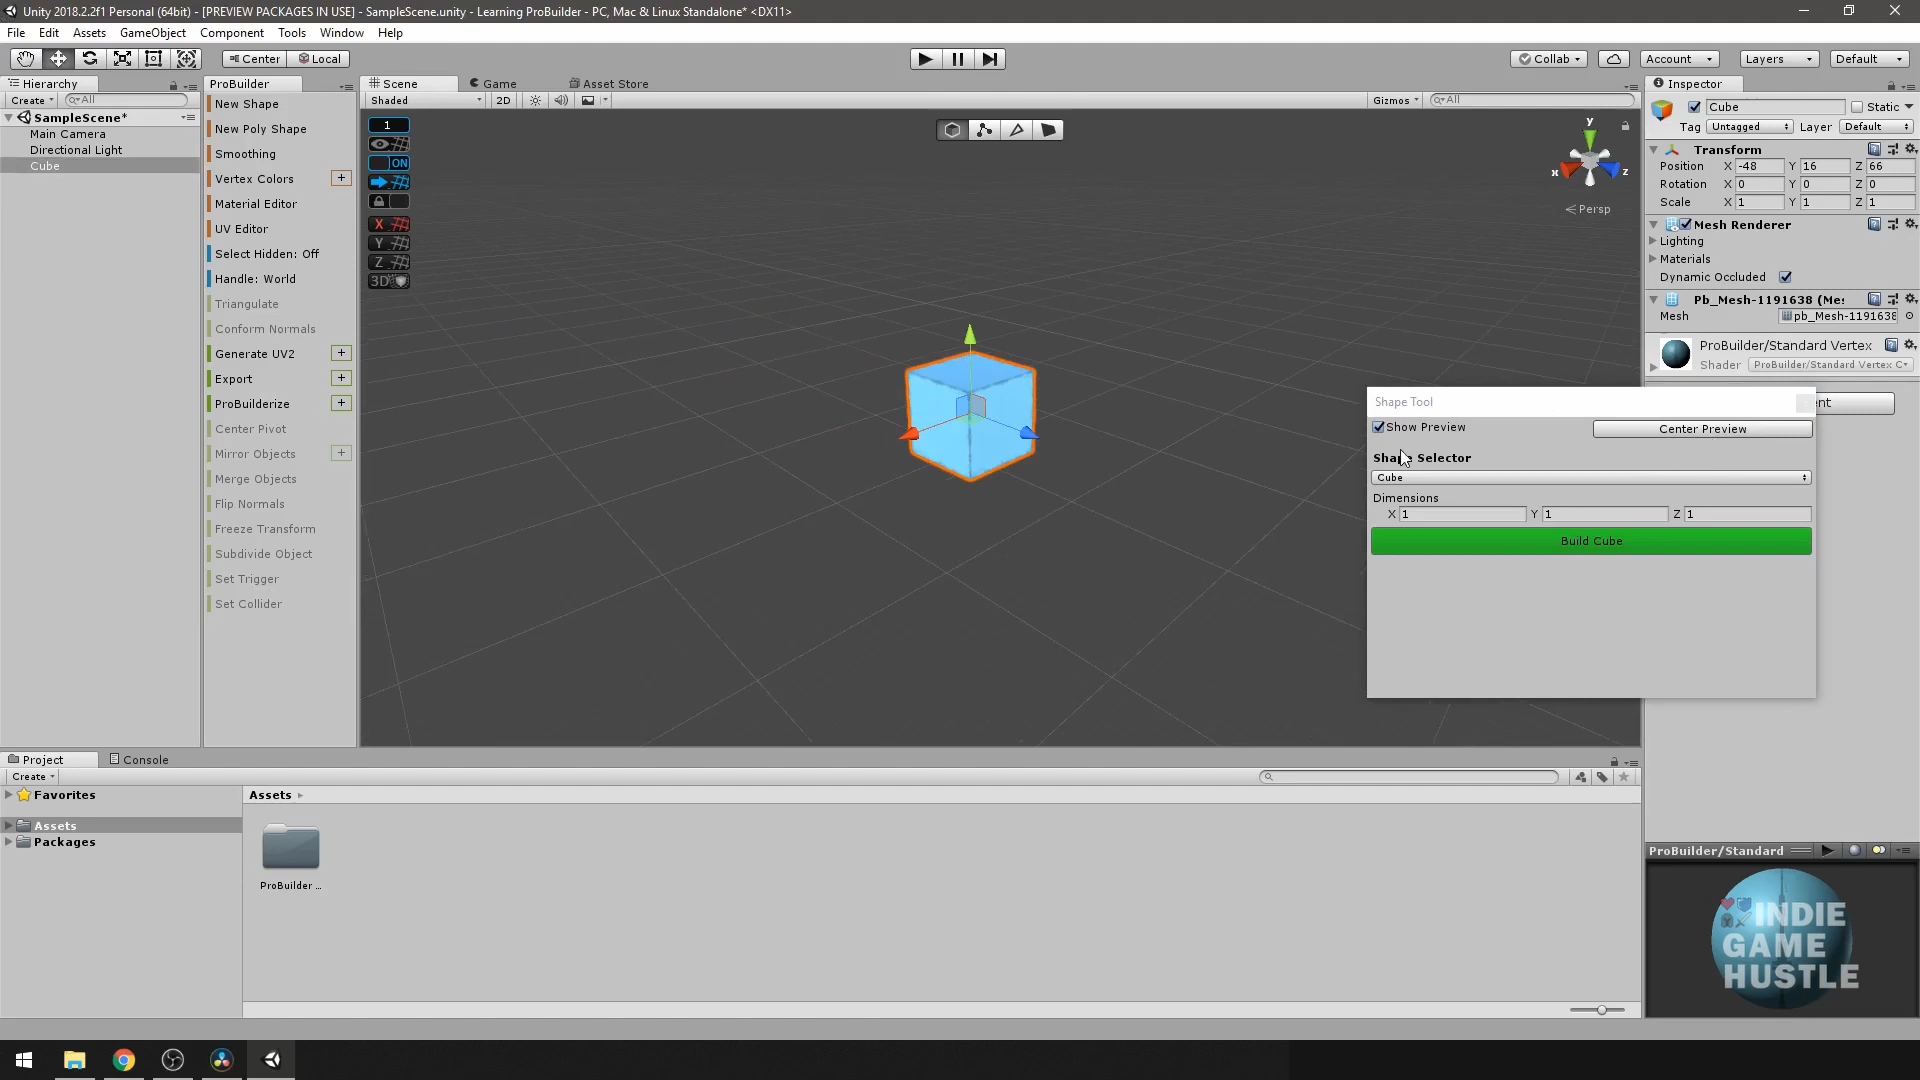 Unity 2018.2.2f1 Personal (64bit) - [PREVIEW PACKAGES IN USE] - SampleScene.unity - Learning ProBuilder - PC, Mac & Linux Standalone* <DX11>
File Edit Assets GameObject Component Tools Window Help
Center Local Collab Account Layers Default
Hierarchy
Create All
SampleScene*
Main Camera
Directional Light
Cube
ProBuilder
New Shape
New Poly Shape
Smoothing
Vertex Colors +
Material Editor
UV Editor
Select Hidden: Off
Handle: World
Triangulate
Conform Normals
Generate UV2 +
Export +
ProBuilderize +
Center Pivot
Mirror Objects +
Merge Objects
Flip Normals
Freeze Transform
Subdivide Object
Set Trigger
Set Collider
Scene Game Asset Store
Shaded 2D Gizmos All
1
ON
X
Y
Z
3D
y
x z
Persp
Shape Tool
Show Preview Center Preview
Shape Selector
Cube
Dimensions
X 1 Y 1 Z 1
Build Cube
Inspector
Cube Static
Tag Untagged Layer Default
Transform
Position X -48 Y 16 Z 66
Rotation X 0 Y 0 Z 0
Scale X 1 Y 1 Z 1
Mesh Renderer
Lighting
Materials
Dynamic Occluded
Pb_Mesh-1191638 (Me
Mesh pb_Mesh-1191638
ProBuilder/Standard Vertex
Shader ProBuilder/Standard Vertex C
ent
Project Console
Create
Favorites
Assets
Packages
Assets
ProBuilder ...
ProBuilder/Standard
INDIE
GAME
HUSTLE